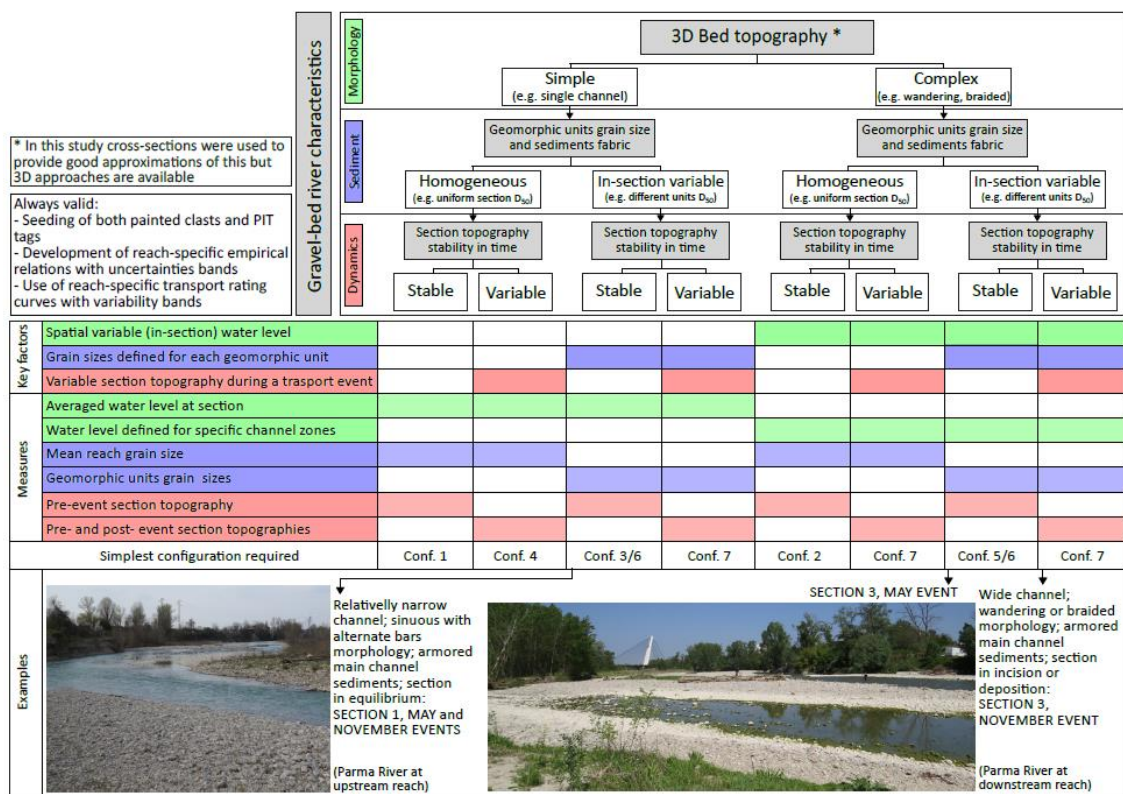 Gravel-bed river characteristics
Morphology
3D Bed topography *
Simple
(e.g. single channel)
Complex
(e.g. wandering, braided)
* In this study cross-sections were used to
provide good approximations of this but
3D approaches are available
Always valid:
- Seeding of both painted clasts and PIT
tags
- Development of reach-specific empirical
relations with uncertainties bands
- Use of reach-specific transport rating
curves with variability bands
Sediment
Geomorphic units grain size
and sediments fabric
Geomorphic units grain size
and sediments fabric
Homogeneous
(e.g. uniform section D50)
In-section variable
(e.g. different units D50)
Homogeneous
(e.g. uniform section D50)
In-section variable
(e.g. different units D50)
Dynamics
Section topography
stability in time
Section topography
stability in time
Section topography
stability in time
Section topography
stability in time
Stable
Variable
Stable
Variable
Stable
Variable
Stable
Variable
Key factors
Spatial variable (in-section) water level
Grain sizes defined for each geomorphic unit
Variable section topography during a trasport event
Measures
Averaged water level at section
Water level defined for specific channel zones
Mean reach grain size
Geomorphic units grain sizes
Pre-event section topography
Pre- and post- event section topographies
Simplest configuration required
Conf. 1
Conf. 4
Conf. 3/6
Conf. 7
Conf. 2
Conf. 7
Conf. 5/6
Conf. 7
Examples
Relativelly narrow
channel; sinuous with
alternate bars
morphology; armored
main channel
sediments; section
in equilibrium:
SECTION 1, MAY and
NOVEMBER EVENTS
(Parma River at
upstream reach)
SECTION 3, MAY EVENT
Wide channel;
wandering or braided
morphology; armored
main channel
sediments; section
in incision or
deposition:
SECTION 3,
NOVEMBER EVENT
(Parma River at
downstream reach)